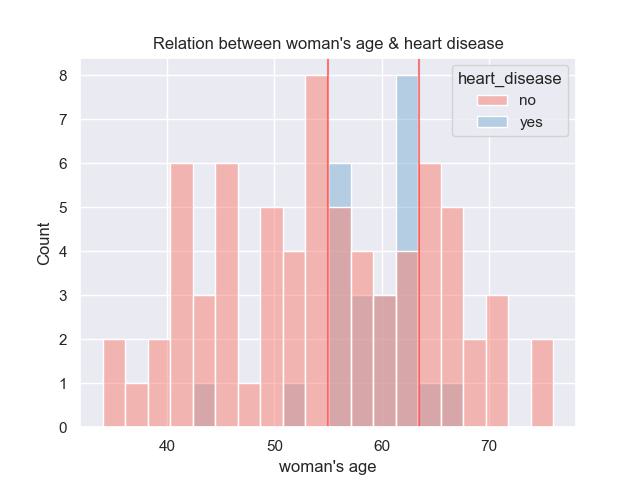 Relation between woman's age & heart disease
heart_disease
no
yes
8
7
6
5
4
3
2
1
0
Count
40 50 60 70
woman's age